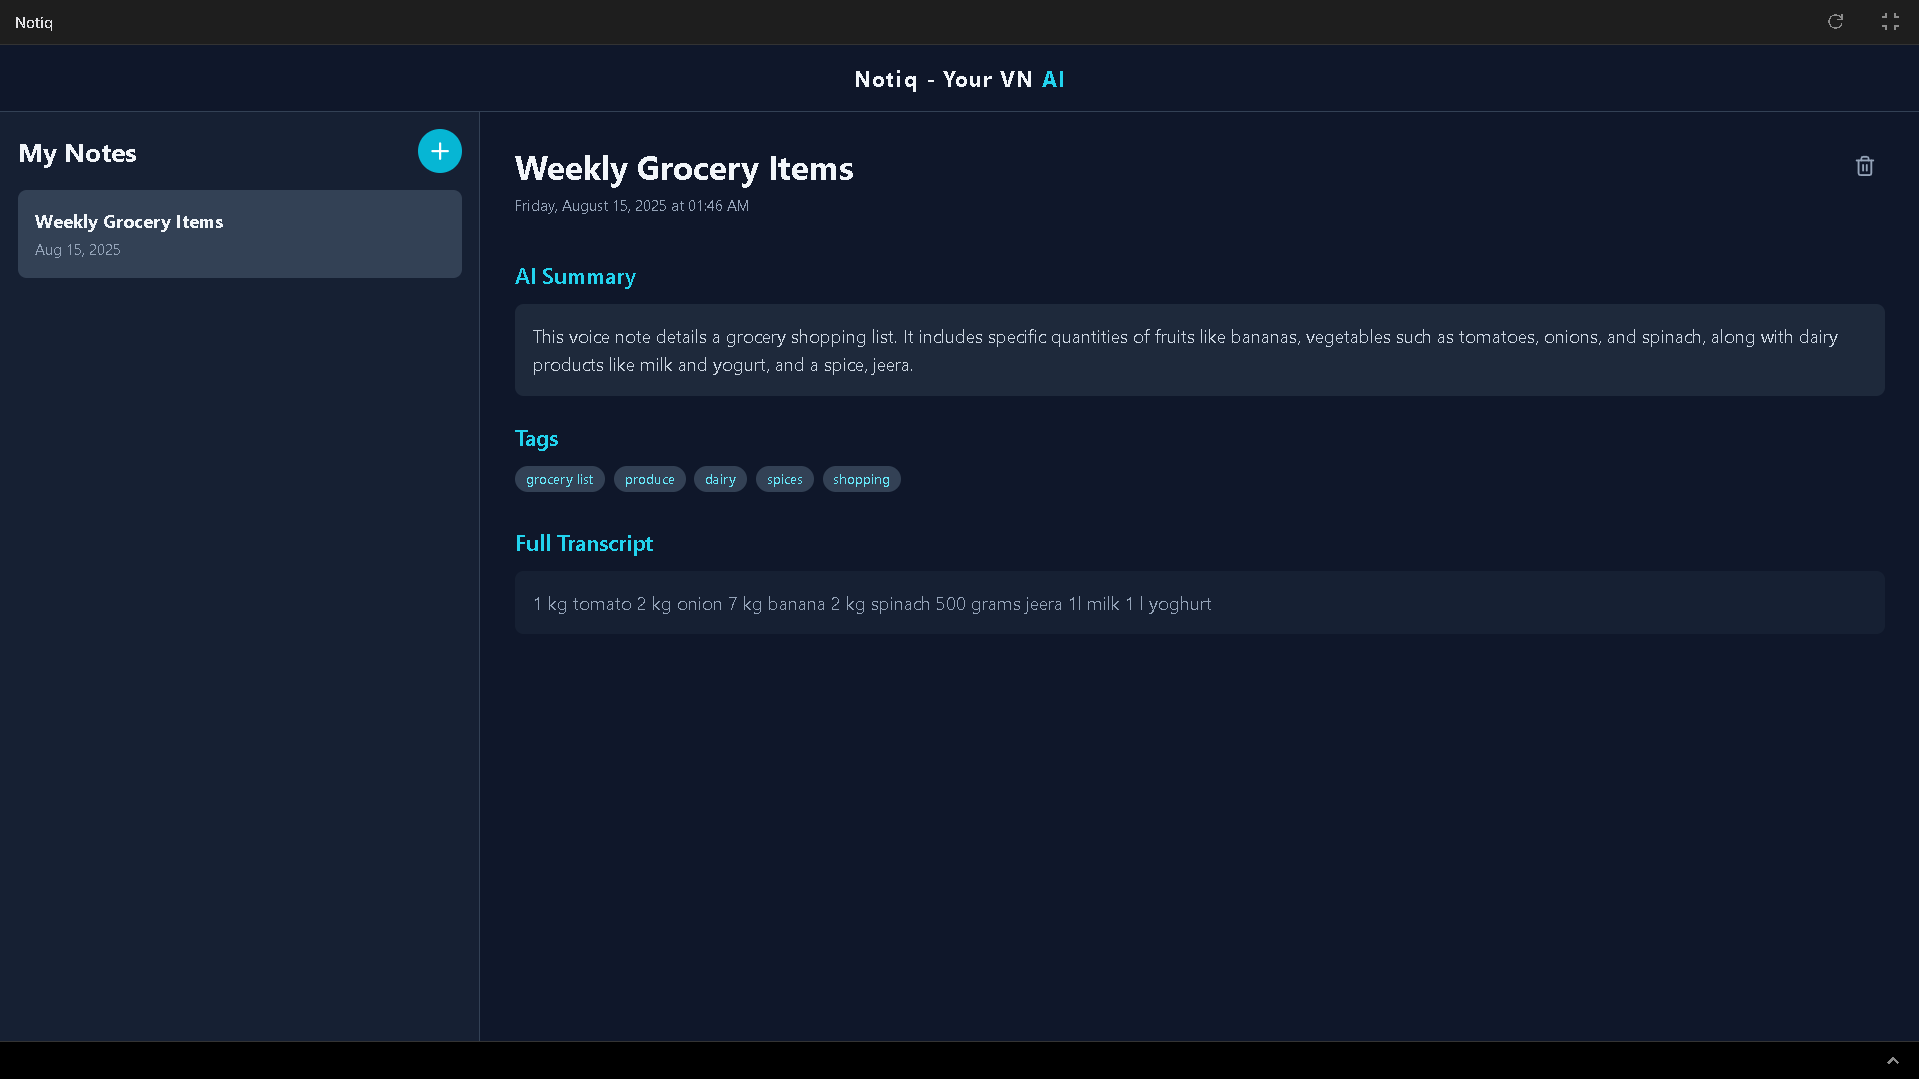 Notiq
Notiq - Your VN AI
My Notes
Weekly Grocery Items
Aug 15, 2025
Weekly Grocery Items
Friday, August 15, 2025 at 01:46 AM
AI Summary
This voice note details a grocery shopping list. It includes specific quantities of fruits like bananas, vegetables such as tomatoes, onions, and spinach, along with dairy
products like milk and yogurt, and a spice, jeera.
Tags
grocery list produce dairy spices shopping
Full Transcript
1 kg tomato 2 kg onion 7 kg banana 2 kg spinach 500 grams jeera 1l milk 1 l yoghurt